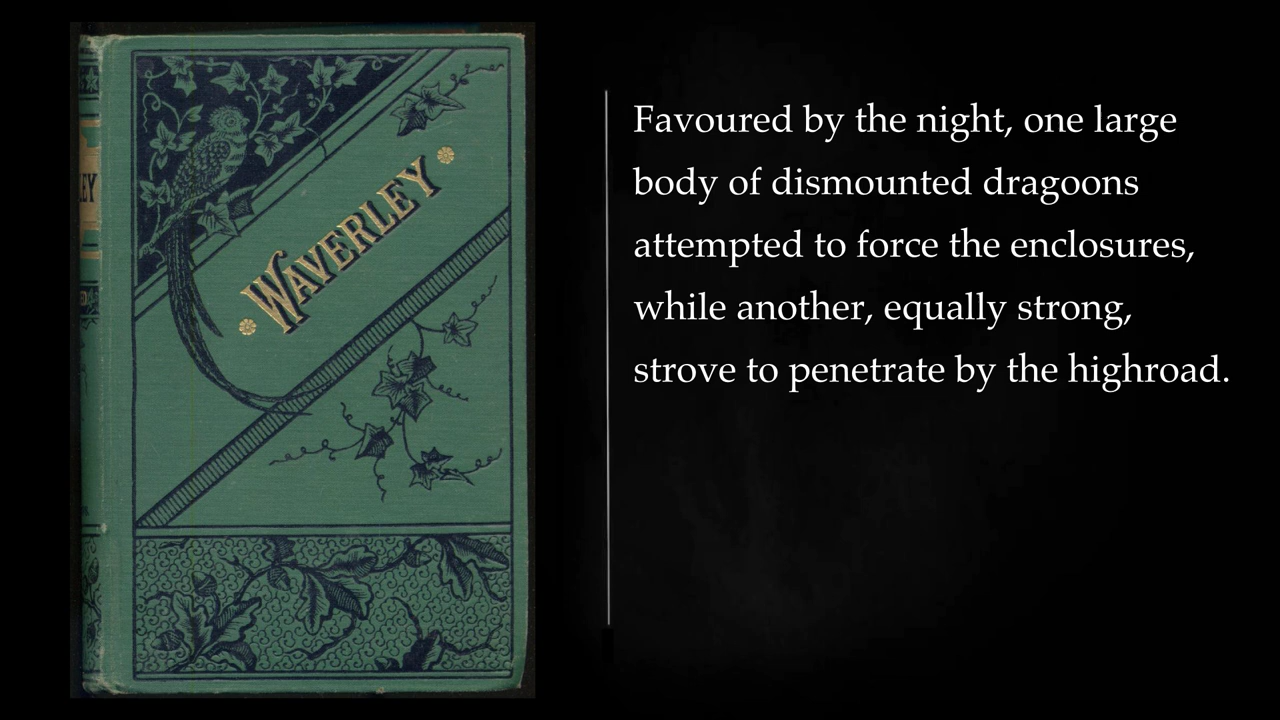 WAVERLEY
EY
Favoured by the night, one large
body of dismounted dragoons
attempted to force the enclosures,
while another, equally strong,
strove to penetrate by the highroad.